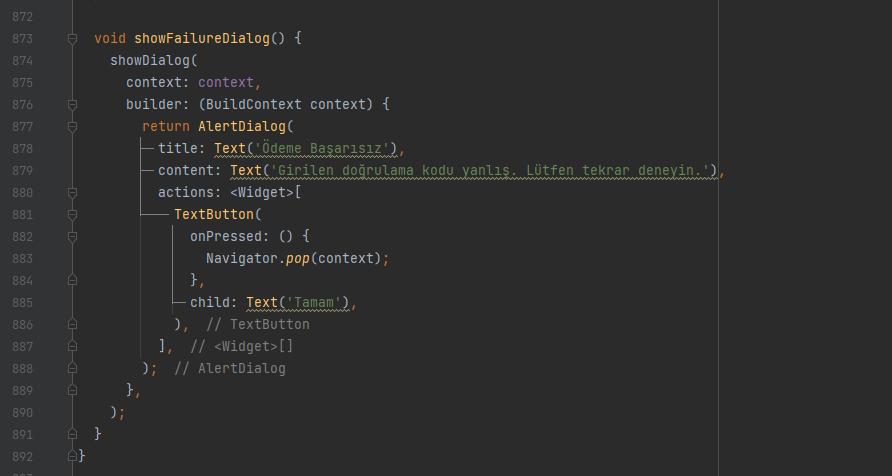 872
873 void showFailureDialog() {
874 showDialog(
875 context: context,
876 builder: (BuildContext context) {
877 return AlertDialog(
878 title: Text('Ödeme Başarısız'),
879 content: Text('Girilen doğrulama kodu yanlış. Lütfen tekrar deneyin.'),
880 actions: <Widget>[
881 TextButton(
882 onPressed: () {
883 Navigator.pop(context);
884 },
885 child: Text('Tamam'),
886 ), // TextButton
887 ], // <Widget>[]
888 ); // AlertDialog
889 },
890 );
891 }
892 }